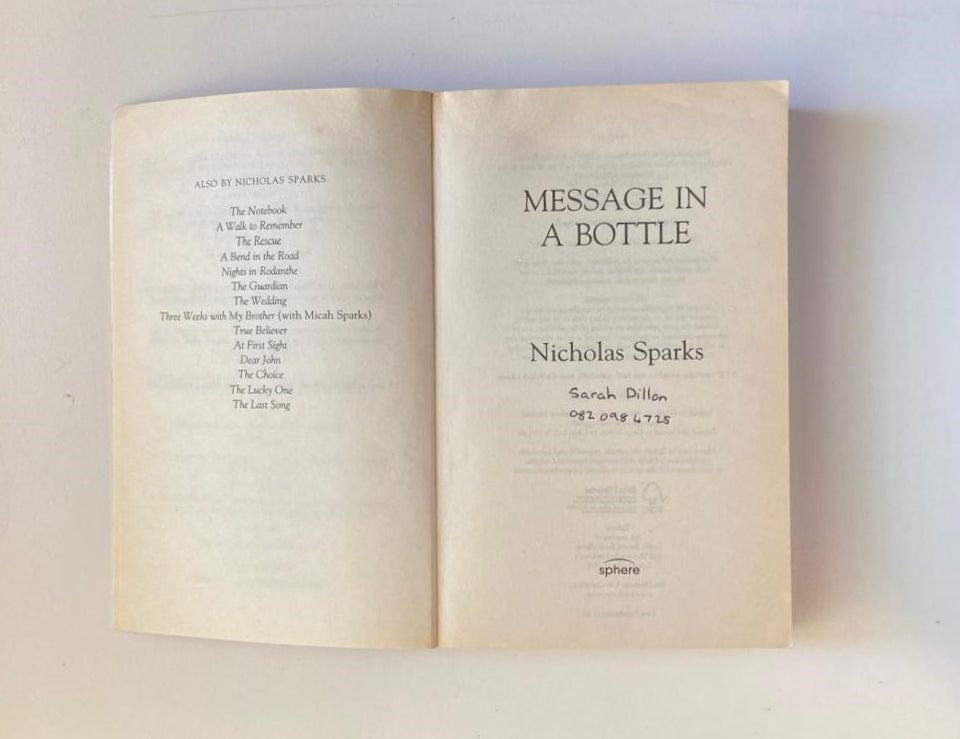 ALSO BY NICHOLAS SPARKS
The Notebook
A Walk to Remember
The Rescue
A Bend in the Road
Nights in Rodanthe
The Guardian
The Wedding
Three Weeks with My Brother (with Micah Sparks)
True Believer
At First Sight
Dear John
The Choice
The Lucky One
The Last Song
MESSAGE IN
A BOTTLE
Nicholas Sparks
Sarah Dillon
082 098 4725
sphere